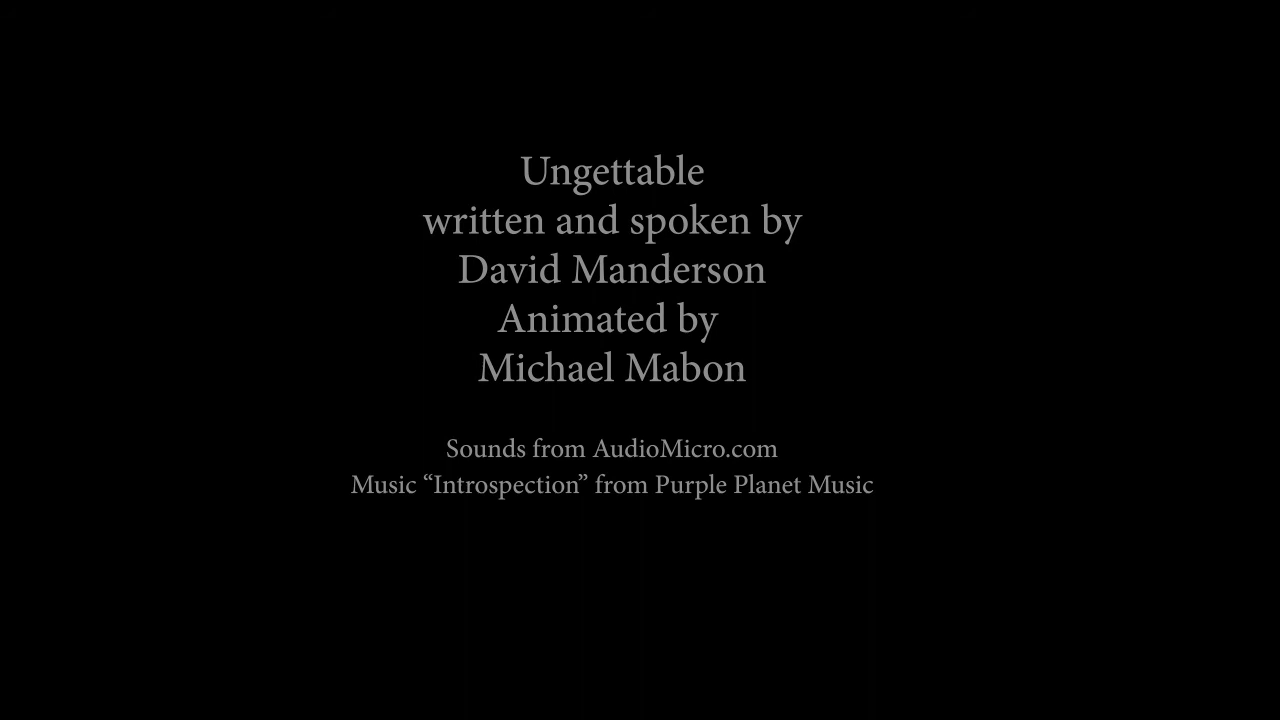 Ungettable
written and spoken by
David Manderson
Animated by
Michael Mabon
Sounds from AudioMicro.com
Music “Introspection” from Purple Planet Music